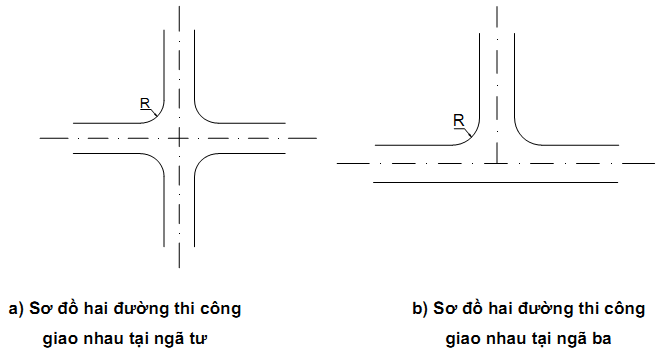 R
R
a) Sơ đồ hai đường thi công
giao nhau tại ngã tư
b) Sơ đồ hai đường thi công
giao nhau tại ngã ba